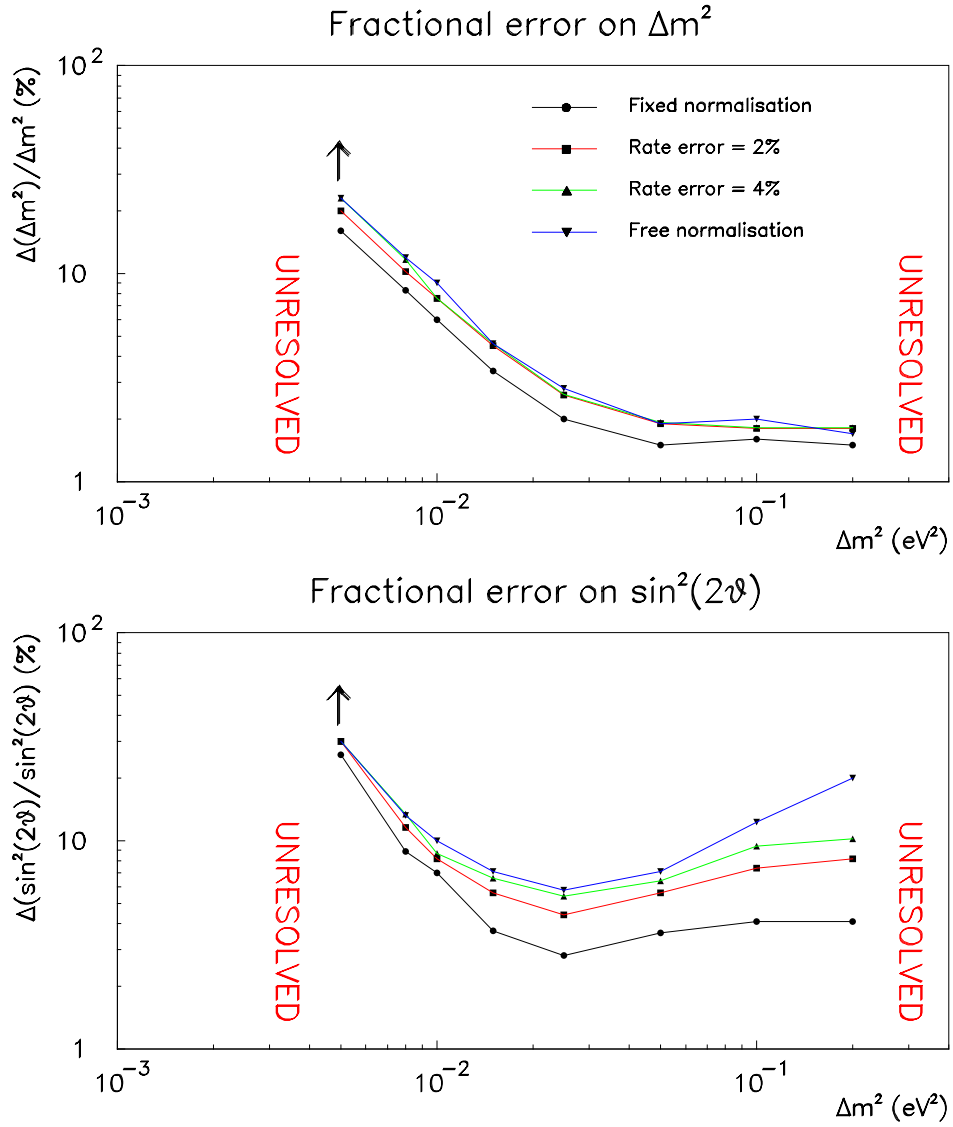 Fractional error on Δm²
Δ(Δm²)/Δm² (%)
10²
10
1
Fixed normalisation
Rate error = 2%
Rate error = 4%
Free normalisation
UNRESOLVED
UNRESOLVED
10⁻³
10⁻²
10⁻¹
Δm² (eV²)
Fractional error on sin²(2ϑ)
Δ(sin²(2ϑ)/sin²(2ϑ) (%)
10²
10
1
UNRESOLVED
UNRESOLVED
10⁻³
10⁻²
10⁻¹
Δm² (eV²)